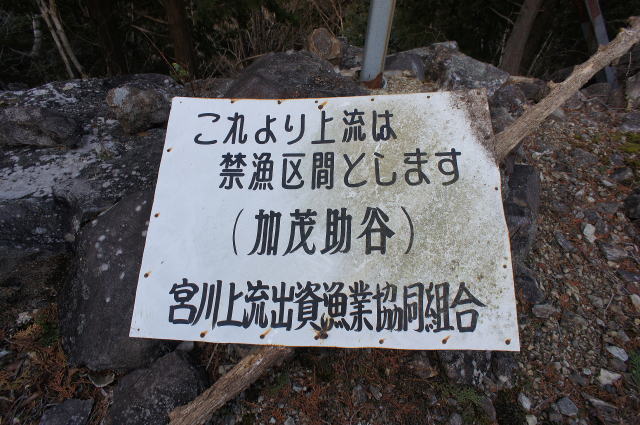 これより上流は
禁漁区間とします
（加茂助谷）
宮川上流出資漁業協同組合